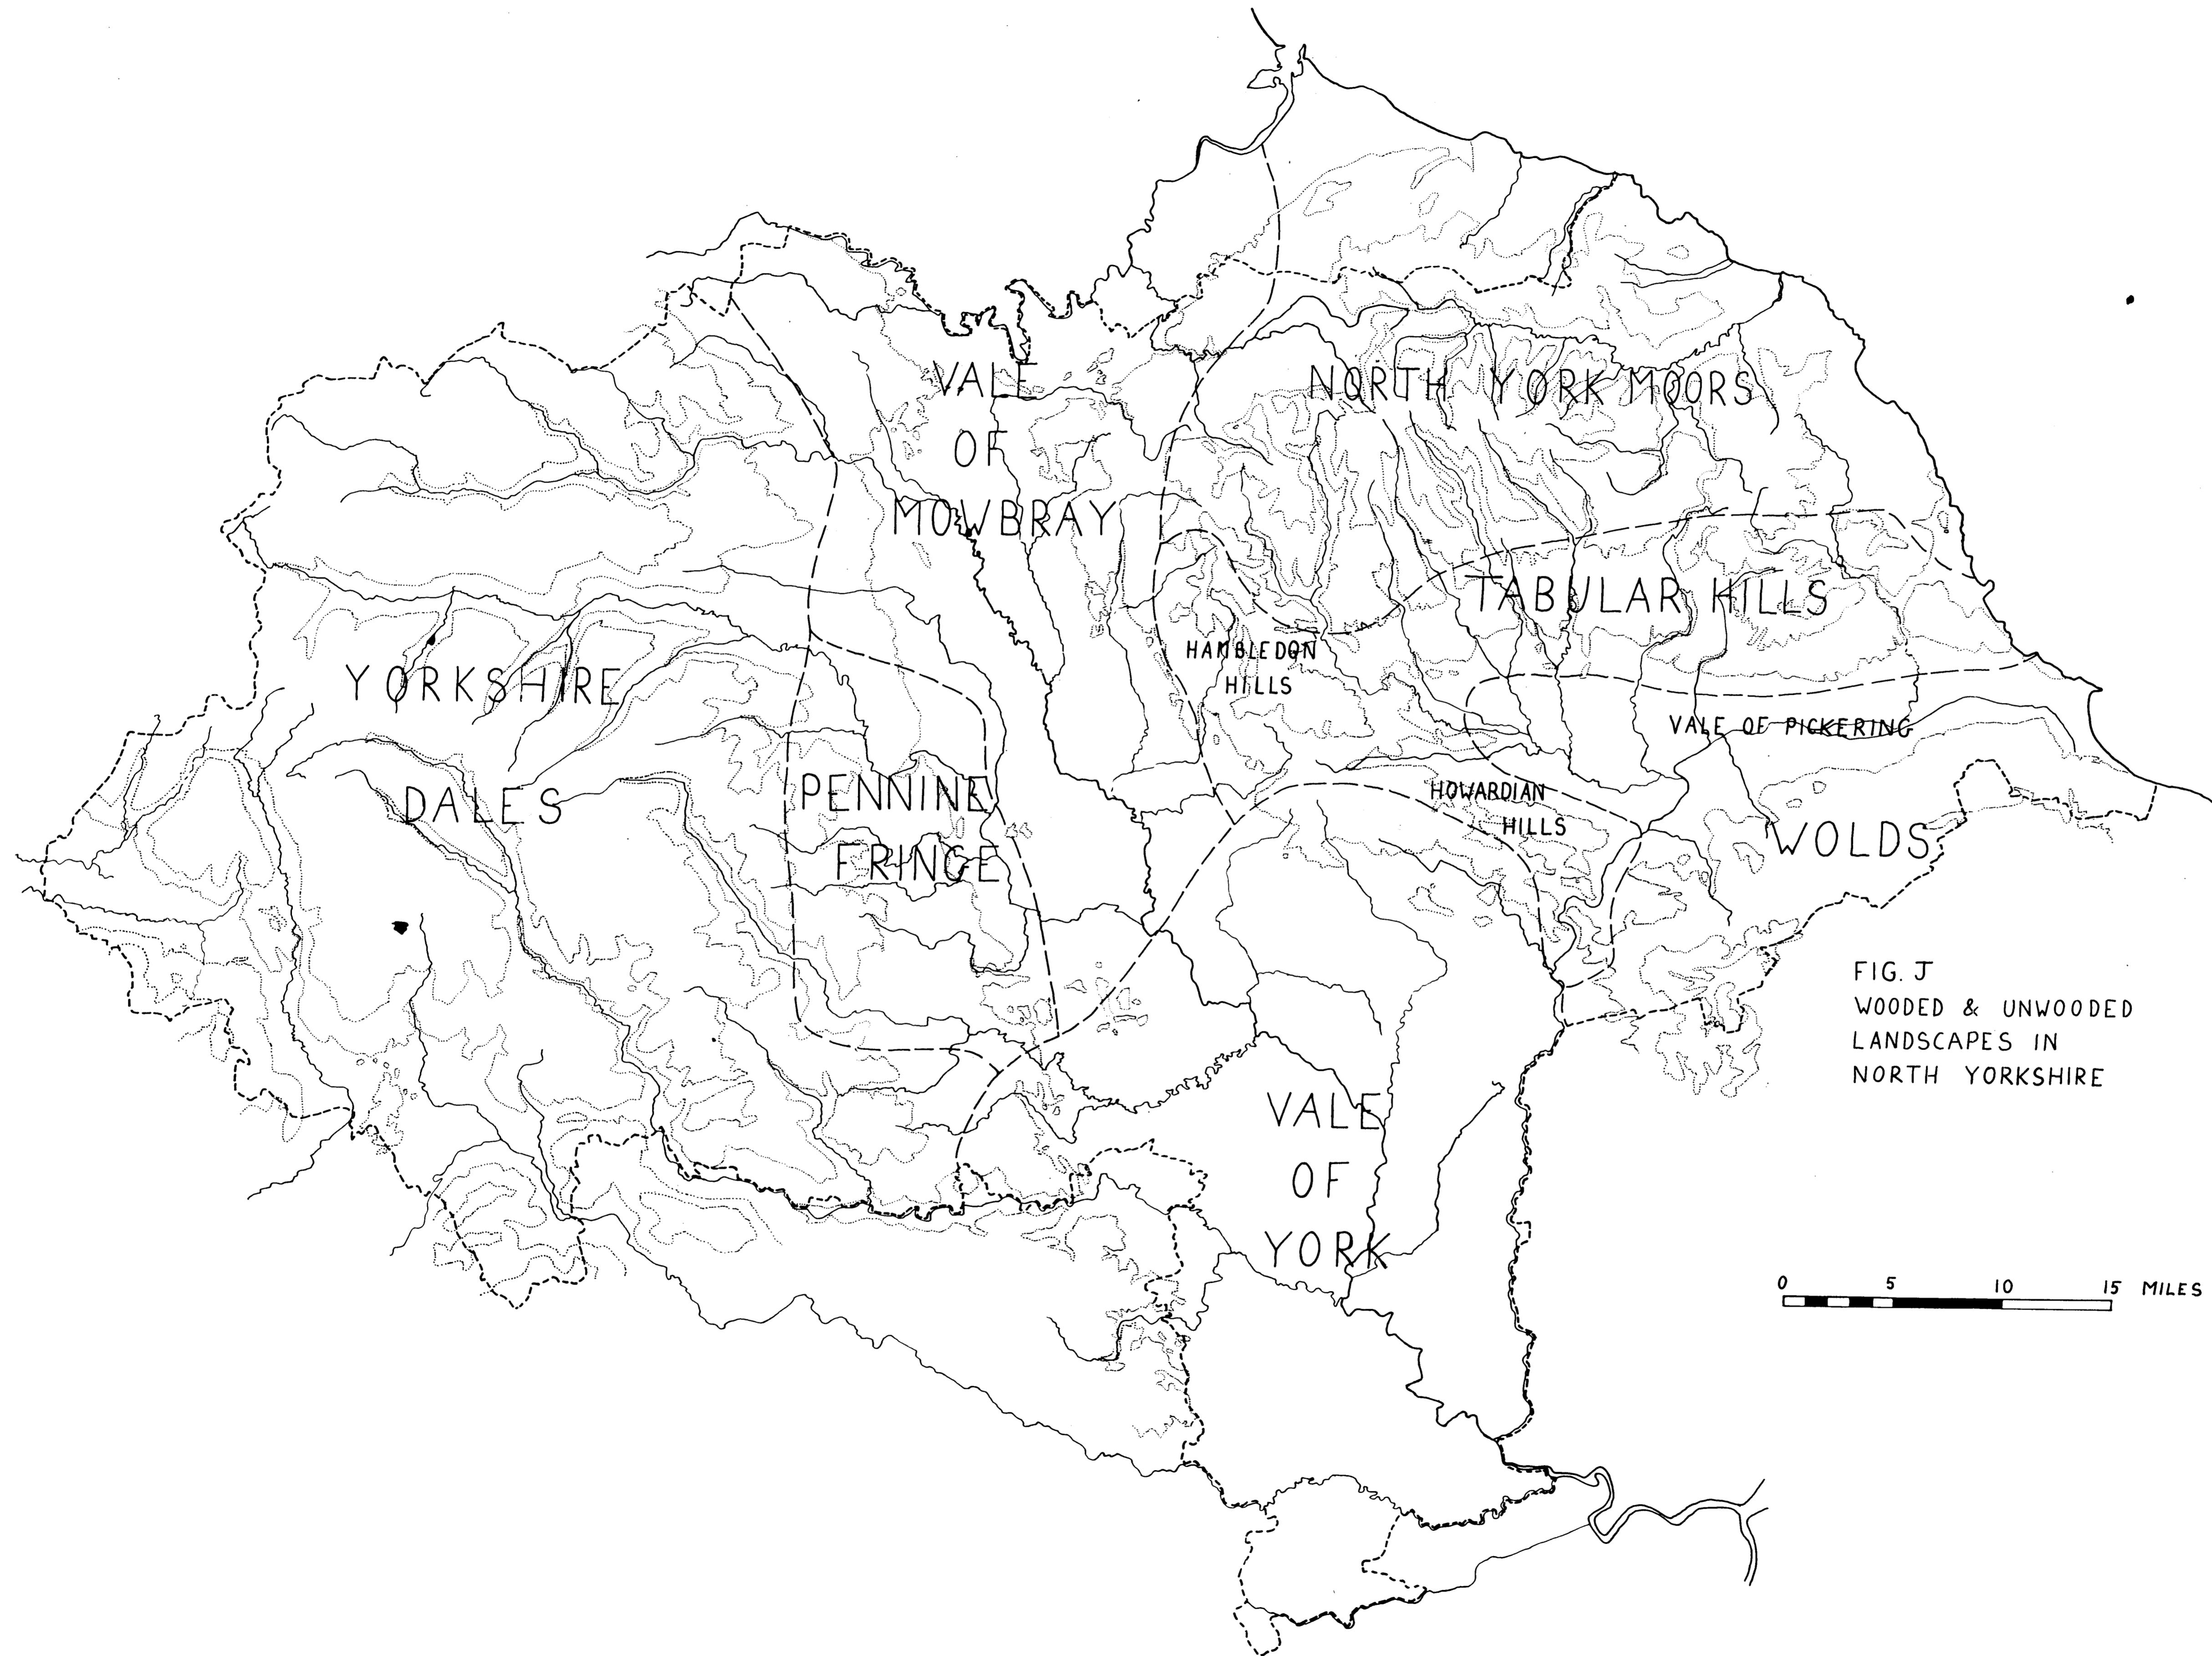 VALE
OF
MOWBRAY
NORTH YORK MOORS
TABULAR HILLS
HAMBLEDON
HILLS
YORKSHIRE
DALES
VALE OF PICKERING
PENNINE
FRINGE
HOWARDIAN
HILLS
WOLDS
FIG. J
WOODED & UNWOODED
LANDSCAPES IN
NORTH YORKSHIRE
VALE
OF
YORK
0 5 10 15 MILES